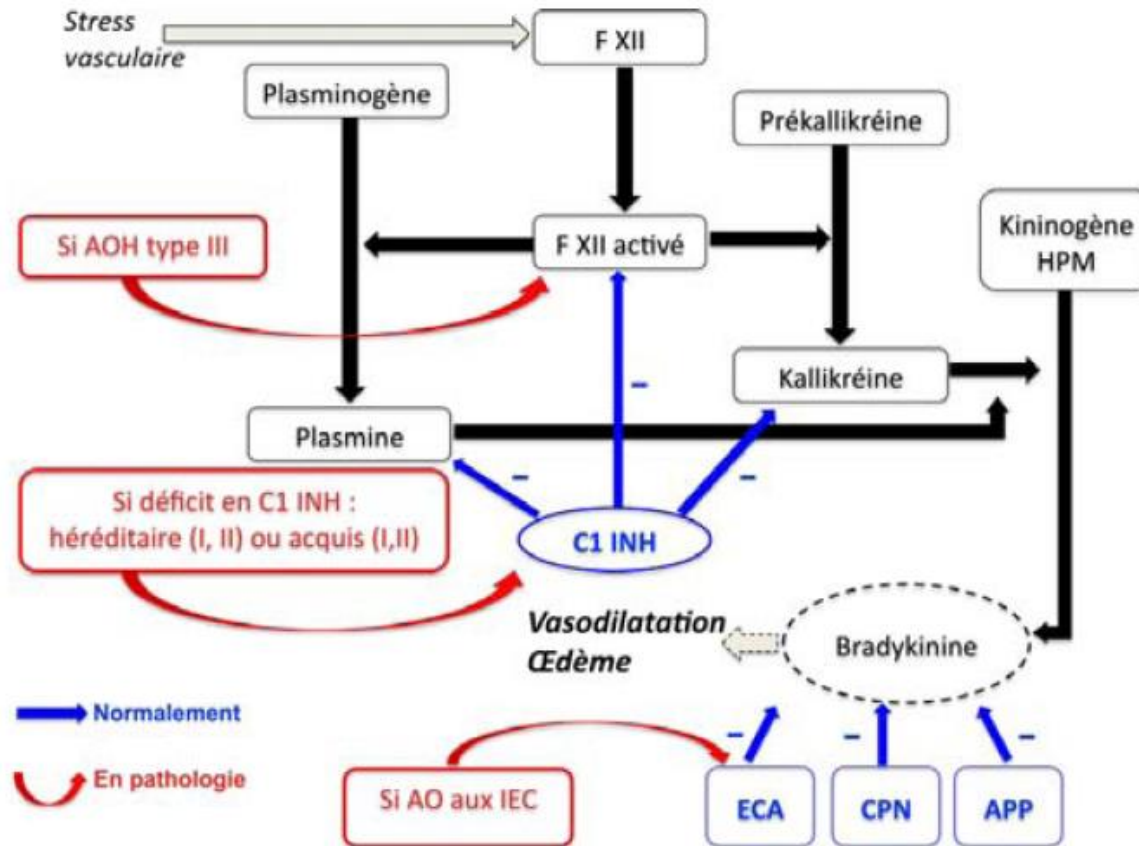 Stress
vasculaire
F XII
Plasminogène
Prékallikréine
Si AOH type III
F XII activé
Kininogène
HPM
Kallikréine
–
Plasmine
–
–
Si déficit en C1 INH :
héréditaire (I, II) ou acquis (I,II)
C1 INH
Vasodilatation
Œdème
Bradykinine
Normalement
–
–
–
En pathologie
Si AO aux IEC
ECA
CPN
APP